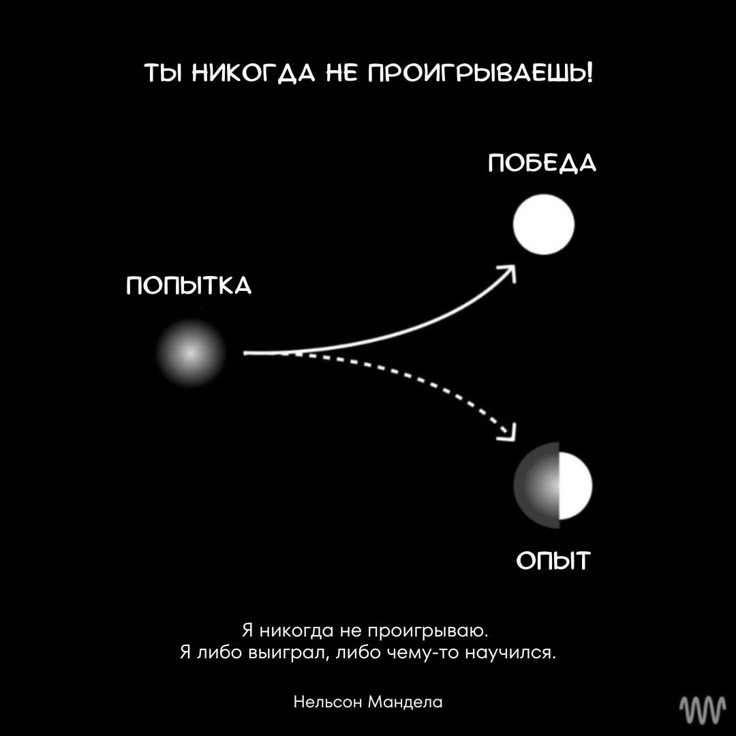 ТЫ НИКОГДА НЕ ПРОИГРЫВАЕШЬ!
ПОБЕДА
ПОПЫТКА
ОПЫТ
Я никогда не проигрываю.
Я либо выиграл, либо чему-то научился.
Нельсон Мандела